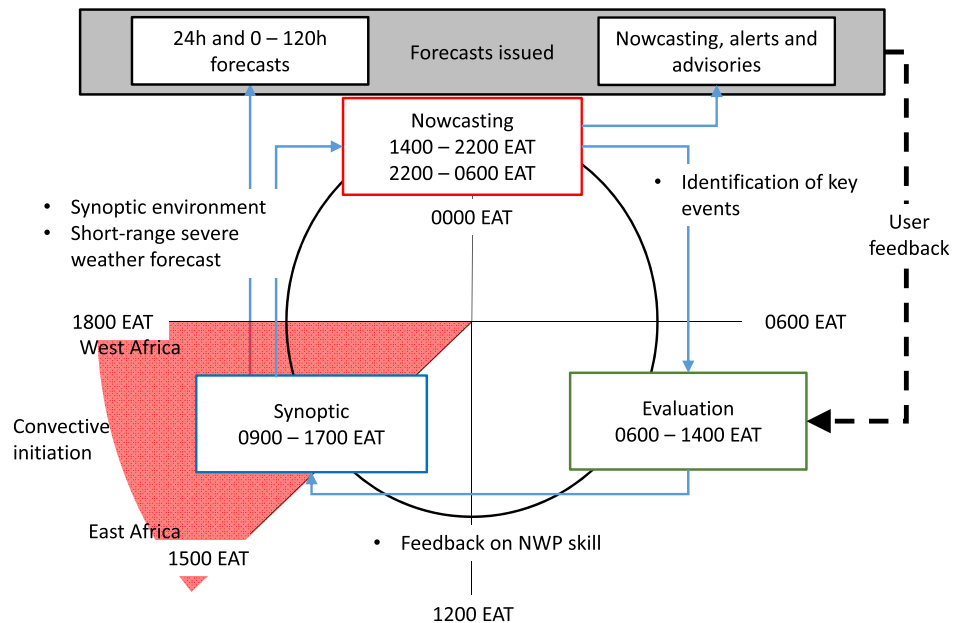 24h and 0 – 120h
forecasts
Forecasts issued
Nowcasting, alerts and
advisories
Nowcasting
1400 – 2200 EAT
2200 – 0600 EAT
• Identification of key
events
• Synoptic environment
• Short-range severe
weather forecast
0000 EAT
User
feedback
1800 EAT
0600 EAT
West Africa
Convective
initiation
Synoptic
0900 – 1700 EAT
Evaluation
0600 – 1400 EAT
East Africa
1500 EAT
• Feedback on NWP skill
1200 EAT